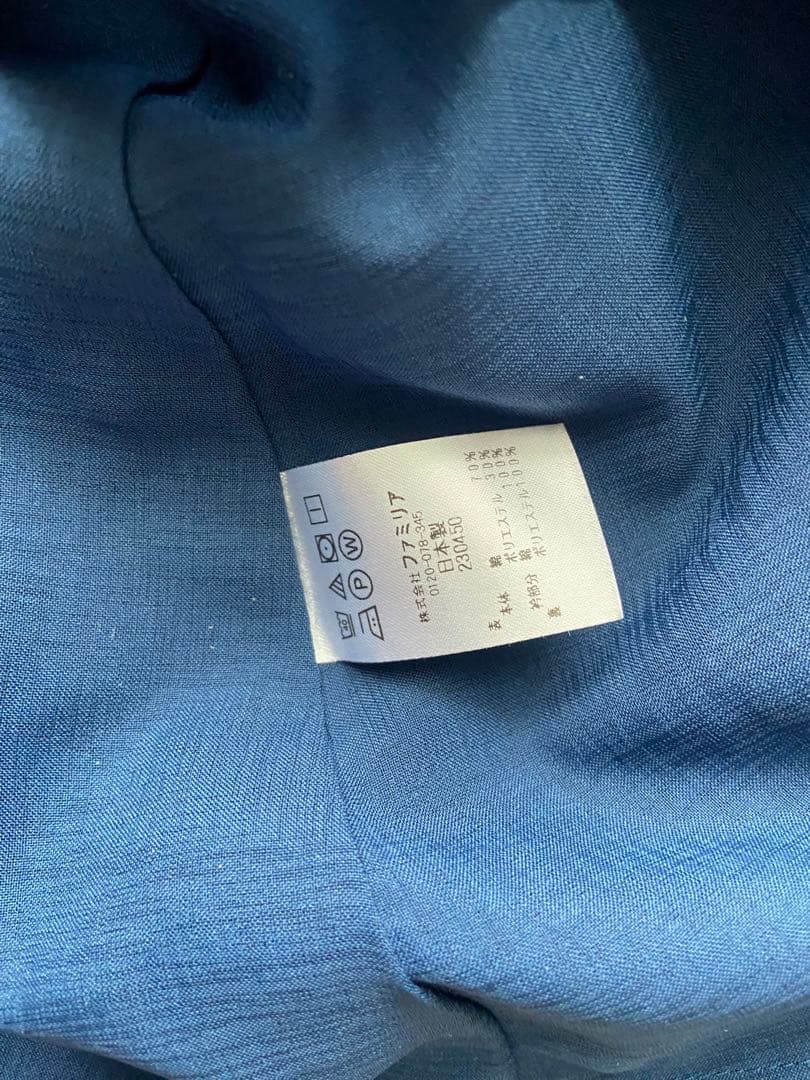 表 本体 綿 70%
ポリエステル 30%
衿部分 綿 100%
裏 ポリエステル 100%
株式会社 ファミリア
0120-078-345
日本製
230450
40
P W